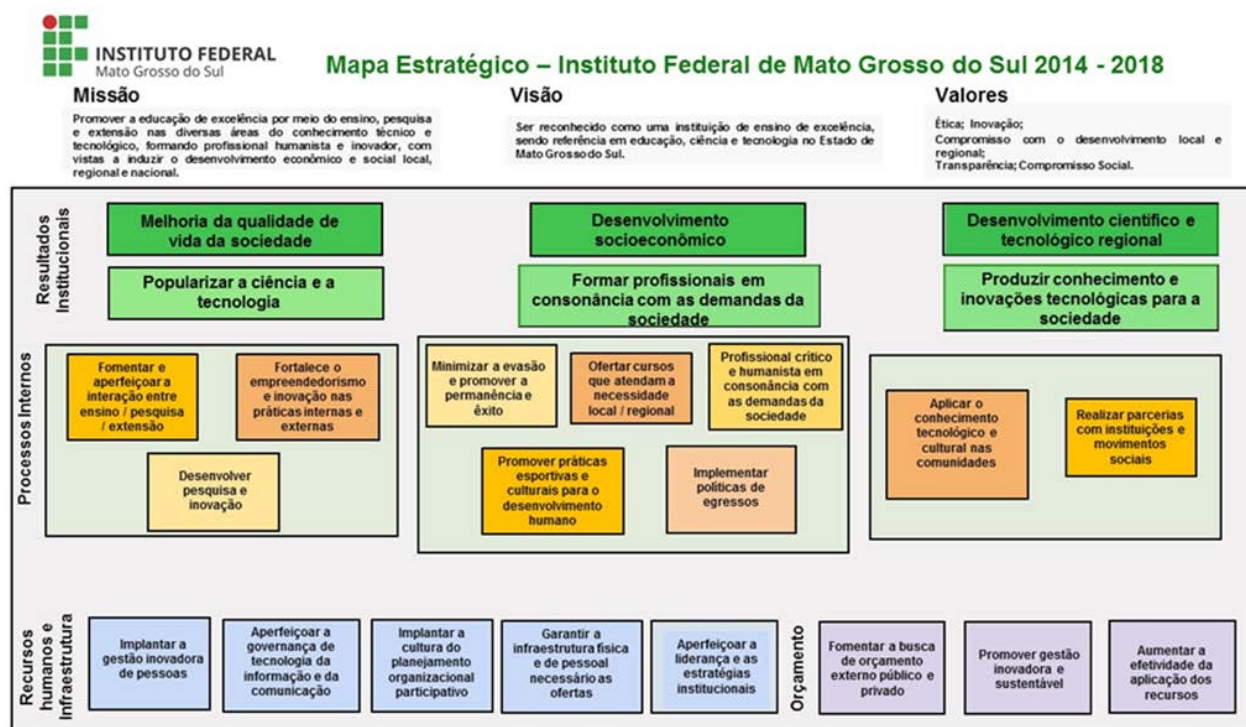 INSTITUTO FEDERAL
Mato Grosso do Sul
Mapa Estratégico – Instituto Federal de Mato Grosso do Sul 2014 - 2018
Missão
Promover a educação de excelência por meio do ensino, pesquisa
e extensão nas diversas áreas do conhecimento técnico e
tecnológico, formando profissional humanista e inovador, com
vistas a induzir o desenvolvimento econômico e social local,
regional e nacional.
Visão
Ser reconhecido como uma instituição de ensino de excelência,
sendo referência em educação, ciência e tecnologia no Estado de
Mato Grosso do Sul.
Valores
Ética; Inovação;
Compromisso com o desenvolvimento local e
regional;
Transparência; Compromisso Social.
Resultados
Institucionais
Melhoria da qualidade de
vida da sociedade
Desenvolvimento
socioeconômico
Desenvolvimento científico e
tecnológico regional
Popularizar a ciência e a
tecnologia
Formar profissionais em
consonância com as demandas da
sociedade
Produzir conhecimento e
inovações tecnológicas para a
sociedade
Processos Internos
Fomentar e
aperfeiçoar a
interação entre
ensino / pesquisa
/ extensão
Fortalece o
empreendedorismo
e inovação nas
práticas internas e
externas
Desenvolver
pesquisa e
inovação
Minimizar a evasão
e promover a
permanência e
êxito
Ofertar cursos
que atendam a
necessidade
local / regional
Profissional crítico
e humanista em
consonância com
as demandas da
sociedade
Promover práticas
esportivas e
culturais para o
desenvolvimento
humano
Implementar
políticas de
egressos
Aplicar o
conhecimento
tecnológico e
cultural nas
comunidades
Realizar parcerias
com instituições e
movimentos
sociais
Recursos
humanos e
Infraestrutura
Implantar a
gestão inovadora
de pessoas
Aperfeiçoar a
governança de
tecnologia da
informação e da
comunicação
Implantar a
cultura do
planejamento
organizacional
participativo
Garantir a
infraestrutura física
e de pessoal
necessário as
ofertas
Aperfeiçoar a
liderança e as
estratégias
institucionais
Orçamento
Fomentar a busca
de orçamento
externo público e
privado
Promover gestão
inovadora e
sustentável
Aumentar a
efetividade da
aplicação dos
recursos